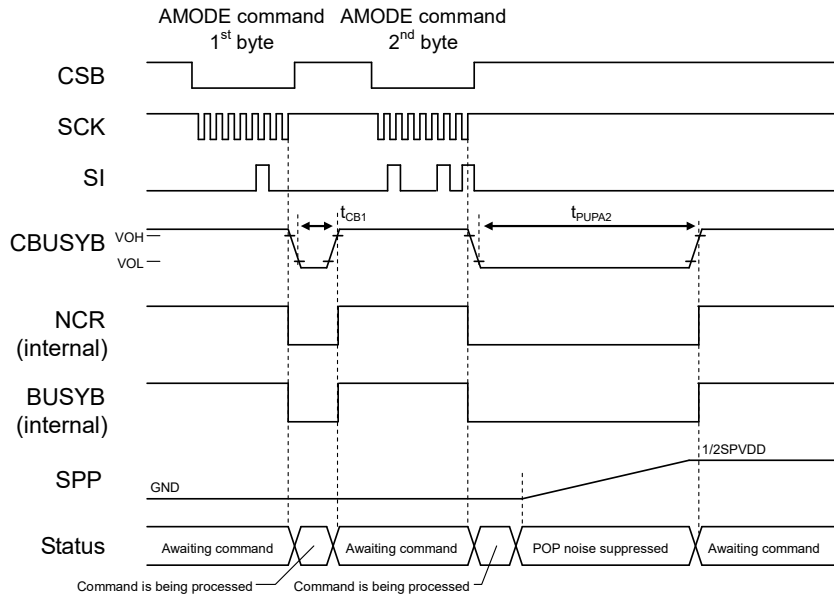 AMODE command
1st byte
AMODE command
2nd byte
CSB
SCK
SI
tCB1
tPUPA2
VOH
CBUSYB
VOL
NCR
(internal)
BUSYB
(internal)
1/2SPVDD
GND
SPP
Status
Awaiting command
Awaiting command
POP noise suppressed
Awaiting command
Command is being processed
Command is being processed